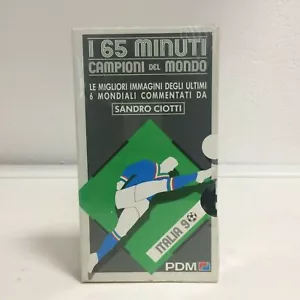 I 65 MINUTI
CAMPIONI DEL MONDO
LE MIGLIORI IMMAGINI DEGLI ULTIMI
6 MONDIALI COMMENTATI DA
SANDRO CIOTTI
ITALIA 90
PDM